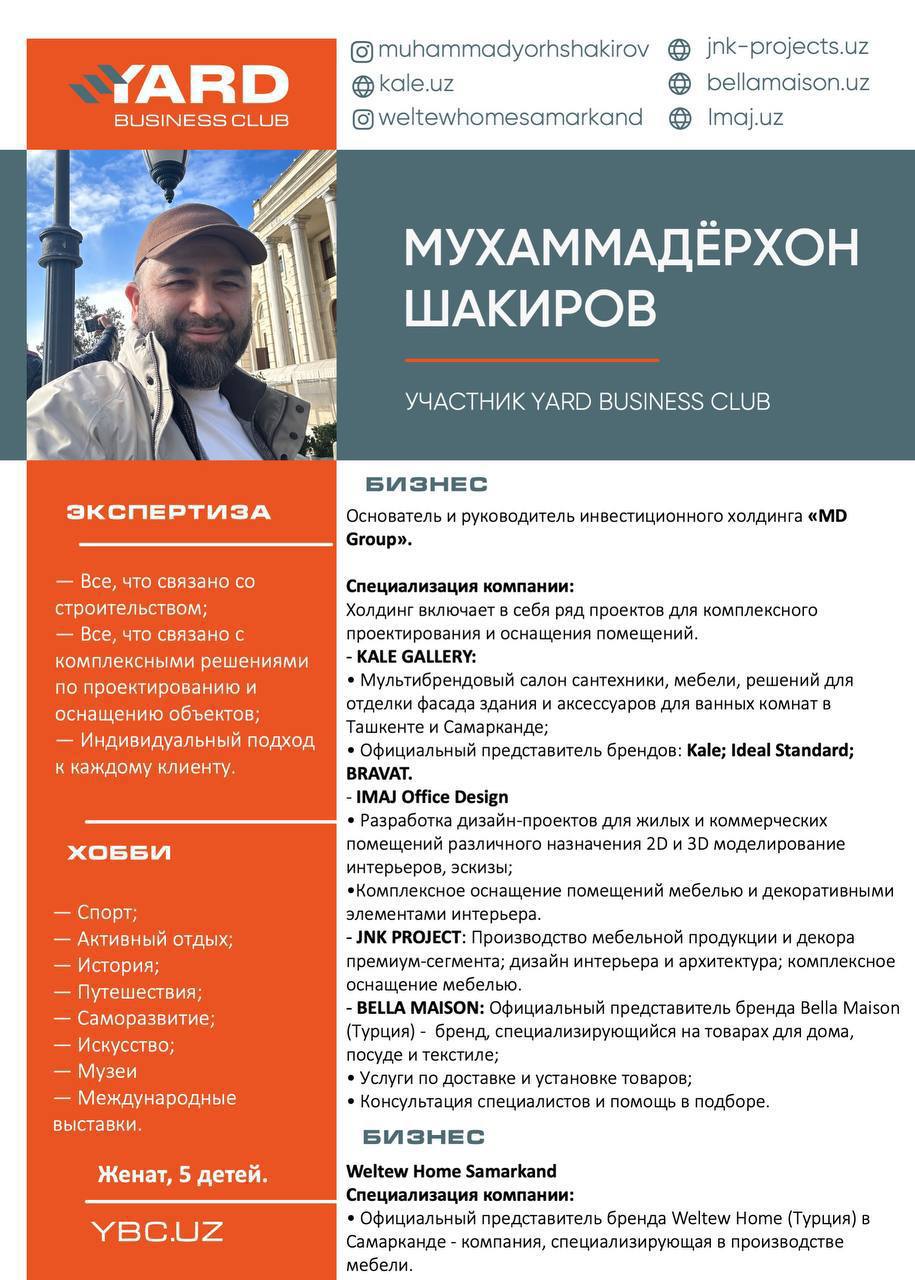 YARD
BUSINESS CLUB
muhammadyorhshakirov
kale.uz
weltewhomesamarkand
jnk-projects.uz
bellamaison.uz
Imaj.uz
МУХАММАДЁРХОН
ШАКИРОВ
УЧАСТНИК YARD BUSINESS CLUB
ЭКСПЕРТИЗА
— Все, что связано со
строительством;
— Все, что связано с
комплексными решениями
по проектированию и
оснащению объектов;
— Индивидуальный подход
к каждому клиенту.
ХОББИ
— Спорт;
— Активный отдых;
— История;
— Путешествия;
— Саморазвитие;
— Искусство;
— Музеи
— Международные
выставки.
Женат, 5 детей.
YBC.UZ
БИЗНЕС
Основатель и руководитель инвестиционного холдинга «MD
Group».
Специализация компании:
Холдинг включает в себя ряд проектов для комплексного
проектирования и оснащения помещений.
- KALE GALLERY:
• Мультибрендовый салон сантехники, мебели, решений для
отделки фасада здания и аксессуаров для ванных комнат в
Ташкенте и Самарканде;
• Официальный представитель брендов: Kale; Ideal Standard;
BRAVAT.
- IMAJ Office Design
• Разработка дизайн-проектов для жилых и коммерческих
помещений различного назначения 2D и 3D моделирование
интерьеров, эскизы;
•Комплексное оснащение помещений мебелью и декоративными
элементами интерьера.
- JNK PROJECT: Производство мебельной продукции и декора
премиум-сегмента; дизайн интерьера и архитектура; комплексное
оснащение мебелью.
- BELLA MAISON: Официальный представитель бренда Bella Maison
(Турция) - бренд, специализирующийся на товарах для дома,
посуде и текстиле;
• Услуги по доставке и установке товаров;
• Консультация специалистов и помощь в подборе.
БИЗНЕС
Weltew Home Samarkand
Специализация компании:
• Официальный представитель бренда Weltew Home (Турция) в
Самарканде - компания, специализирующая в производстве
мебели.